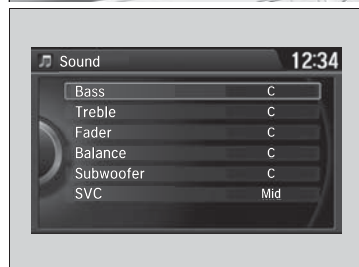 Sound 12:34
Bass C
Treble C
Fader C
Balance C
Subwoofer C
SVC Mid